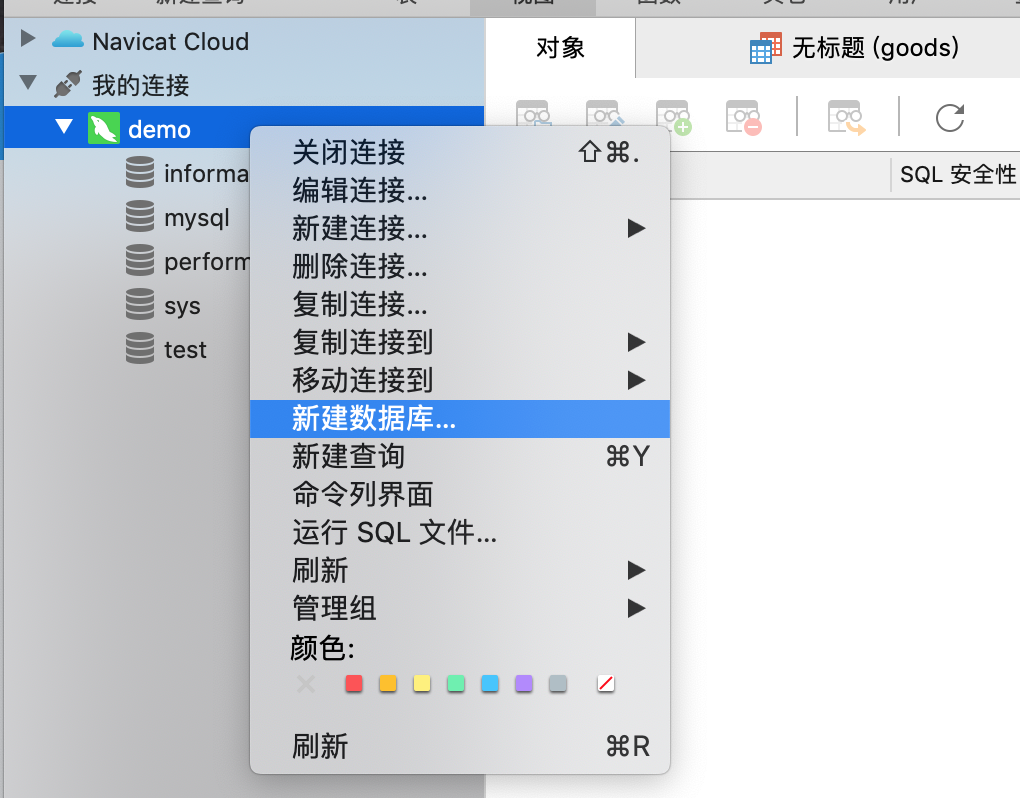 Navicat Cloud
我的连接
demo
informa
mysql
perform
sys
test
对象
无标题 (goods)
SQL 安全性
关闭连接 ⇧⌘.
编辑连接...
新建连接...
删除连接...
复制连接...
复制连接到
移动连接到
新建数据库...
新建查询 ⌘Y
命令列界面
运行 SQL 文件...
刷新
管理组
颜色:
刷新 ⌘R